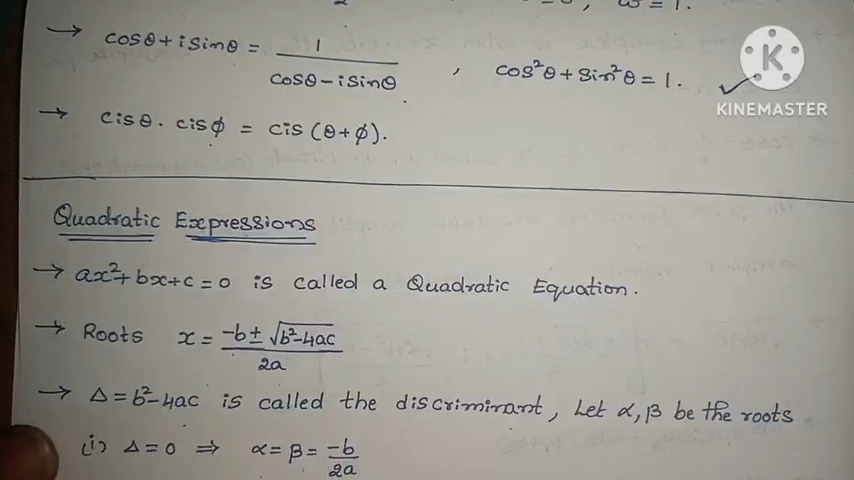 ω = 1.
→ cosθ + i sinθ = 1/(cosθ - i sinθ) , cos²θ + sin²θ = 1.
KINEMASTER
→ cisθ . cisϕ = cis (θ+ϕ).
Quadratic Expressions
→ ax²+bx+c = 0 is called a Quadratic Equation.
→ Roots x = (-b ± √(b²-4ac))/2a
→ Δ = b²-4ac is called the discriminant, Let α, β be the roots
(i) Δ = 0 ⇒ α = β = -b/2a